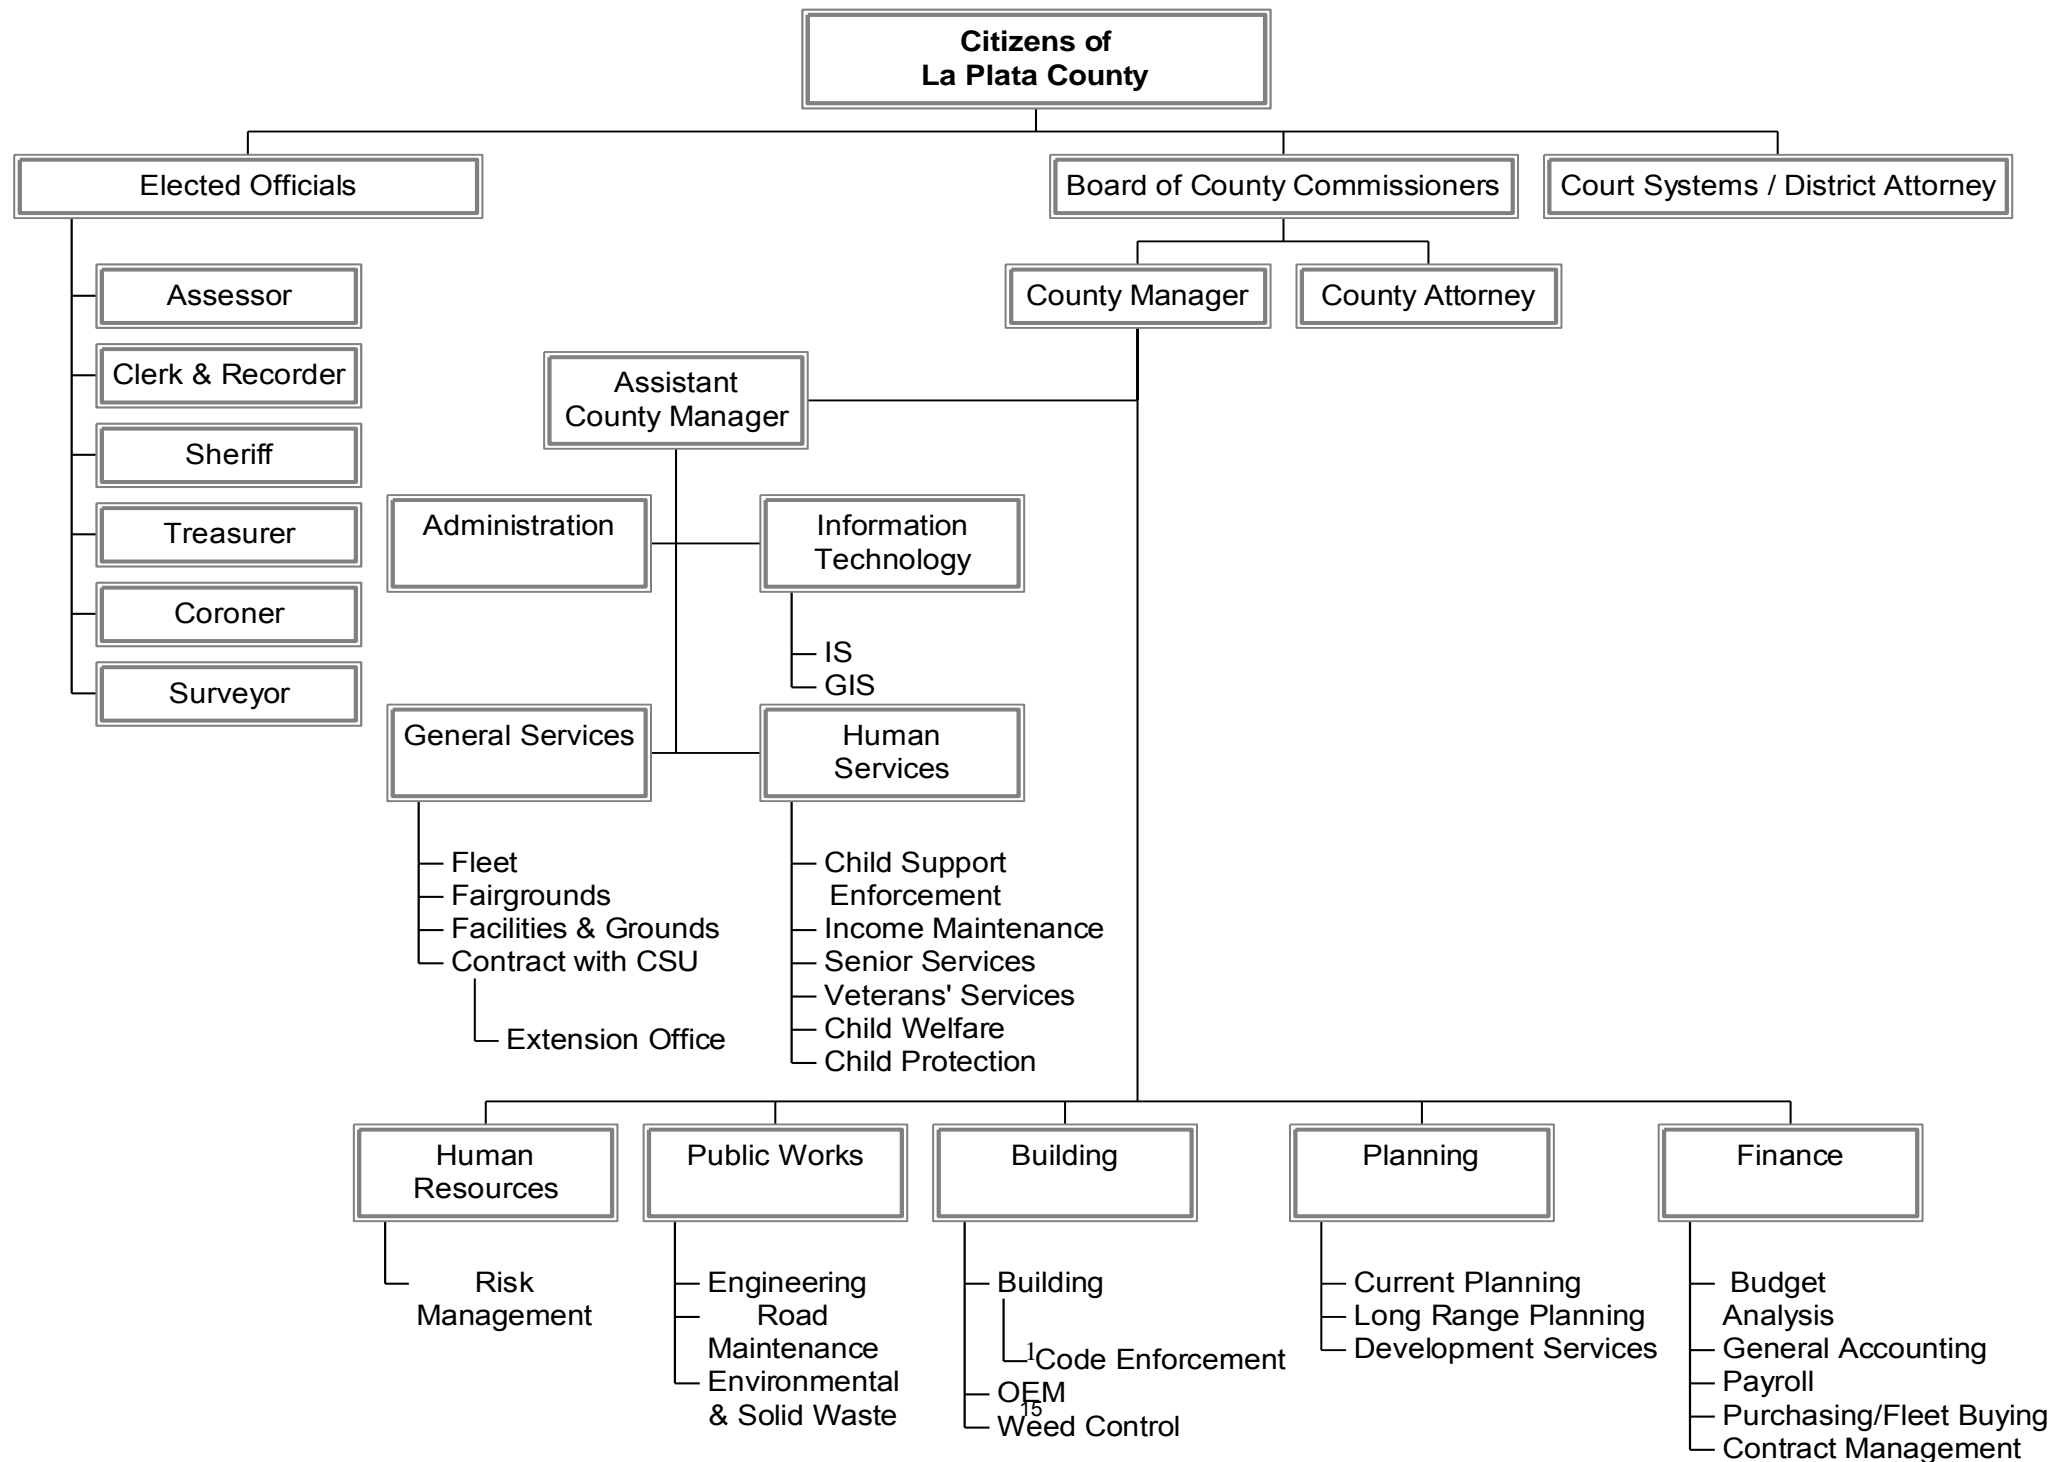 Citizens of
La Plata County
Elected Officials
Board of County Commissioners
Court Systems / District Attorney
Assessor
Clerk & Recorder
Sheriff
Treasurer
Coroner
Surveyor
County Manager
County Attorney
Assistant
County Manager
Administration
Information
Technology
IS
GIS
General Services
Fleet
Fairgrounds
Facilities & Grounds
Contract with CSU
Extension Office
Human
Services
Child Support
Enforcement
Income Maintenance
Senior Services
Veterans' Services
Child Welfare
Child Protection
Human
Resources
Risk
Management
Public Works
Engineering
Road
Maintenance
Environmental
& Solid Waste
Building
Building
1
Code Enforcement
OEM
15
Weed Control
Planning
Current Planning
Long Range Planning
Development Services
Finance
Budget
Analysis
General Accounting
Payroll
Purchasing/Fleet Buying
Contract Management